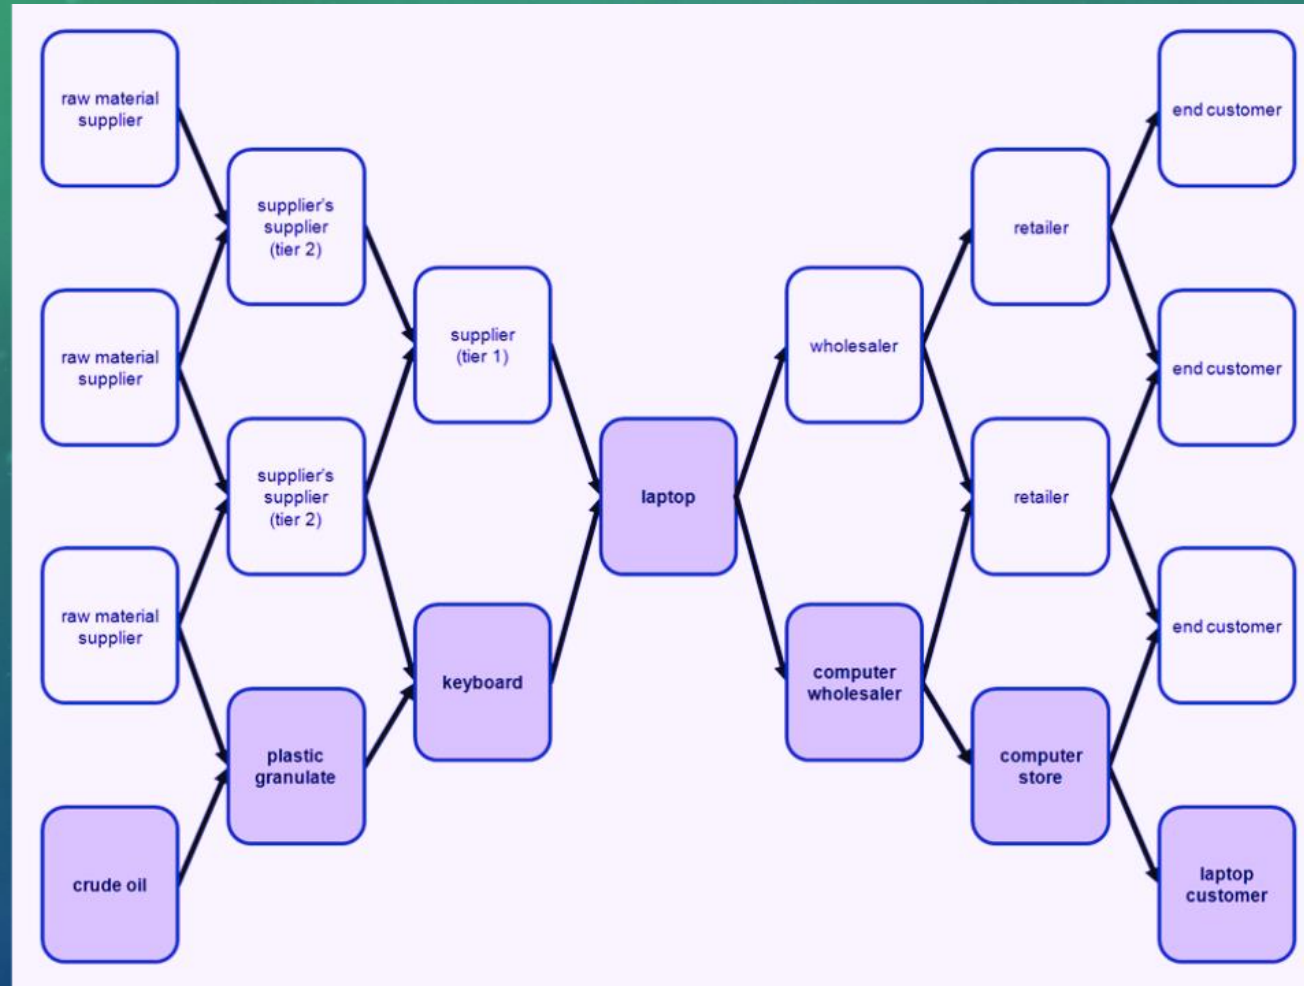 raw material
supplier
raw material
supplier
raw material
supplier
crude oil
supplier's
supplier
(tier 2)
supplier's
supplier
(tier 2)
plastic
granulate
supplier
(tier 1)
keyboard
laptop
wholesaler
computer
wholesaler
retailer
retailer
computer
store
end customer
end customer
end customer
laptop
customer